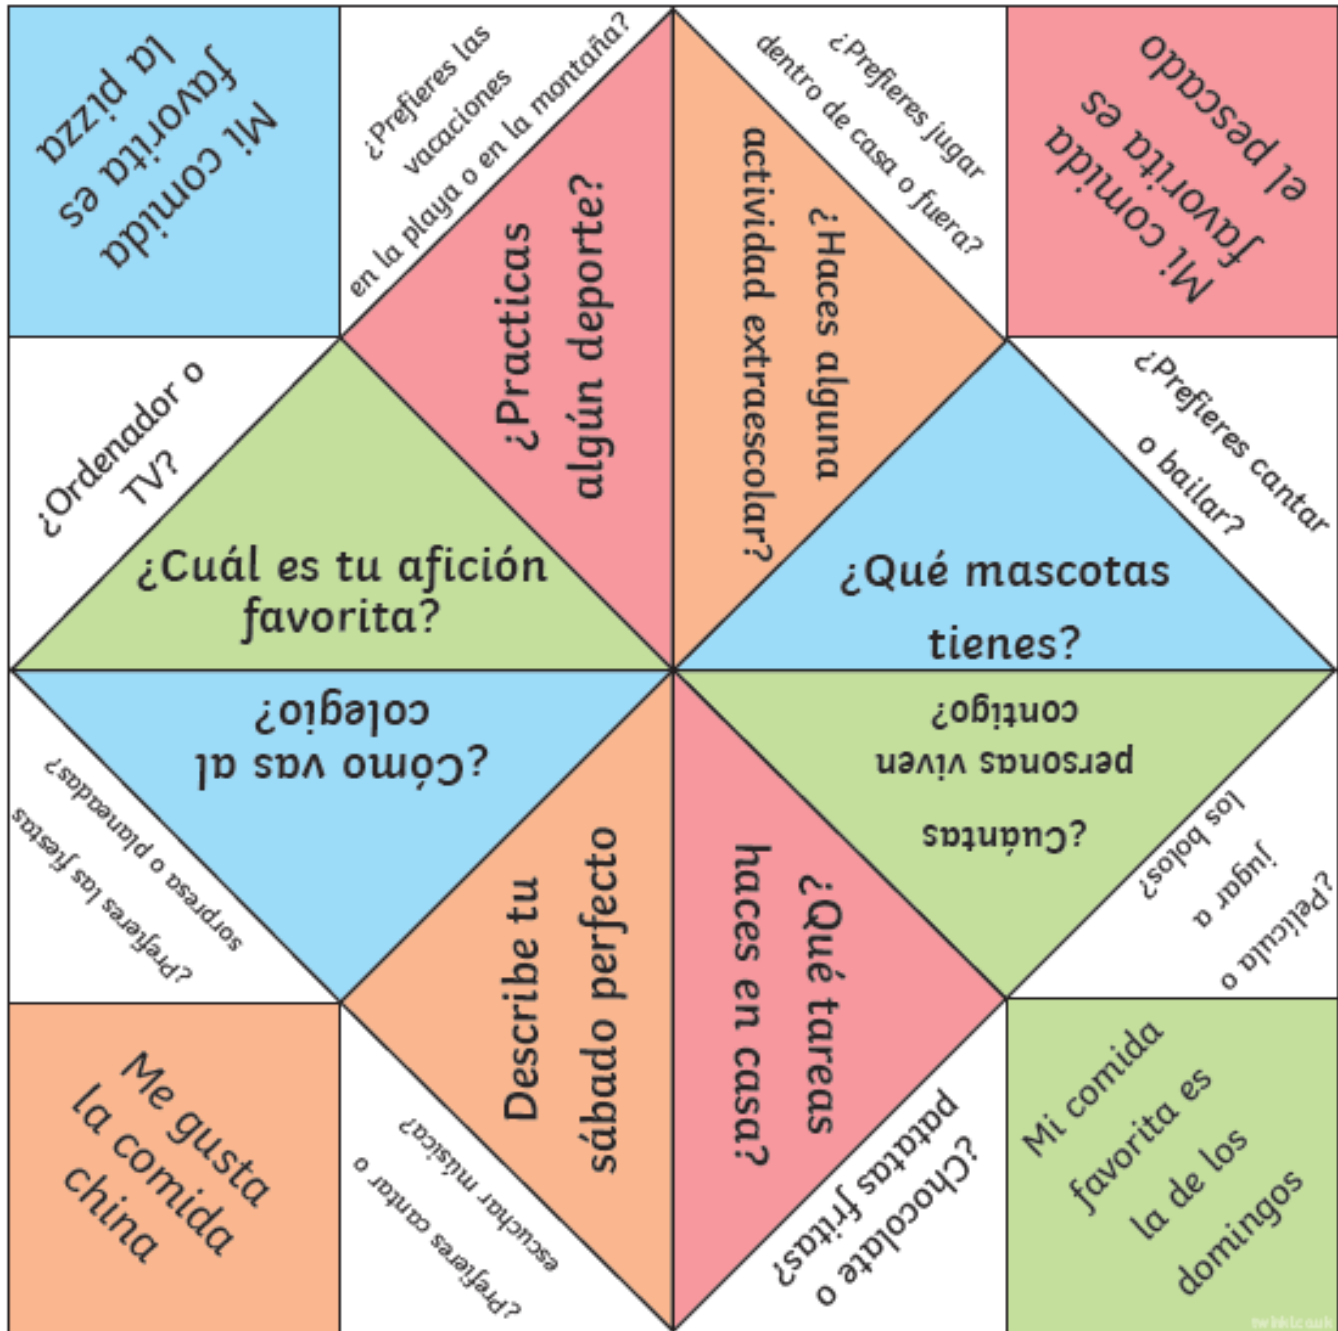 Mi comida
favorita es
la pizza
¿Prefieres las
vacaciones
en la playa o en la montaña?
¿Prefieres jugar
dentro de casa o fuera?
Mi comida
favorita es
el pescado
¿Practicas
algún deporte?
¿Haces alguna
actividad extraescolar?
¿Ordenador o
TV?
¿Prefieres cantar
o bailar?
¿Cuál es tu afición
favorita?
¿Qué mascotas
tienes?
¿Cómo vas al
colegio?
¿Cuántas
personas viven
contigo?
¿Prefieres las fiestas
sorpresa o planeadas?
¿Película o
jugar a
los bolos?
Describe tu
sábado perfecto
¿Qué tareas
haces en casa?
Me gusta
la comida
china
¿Prefieres cantar o
escuchar música?
¿Chocolate o
patatas fritas?
Mi comida
favorita es
la de los
domingos